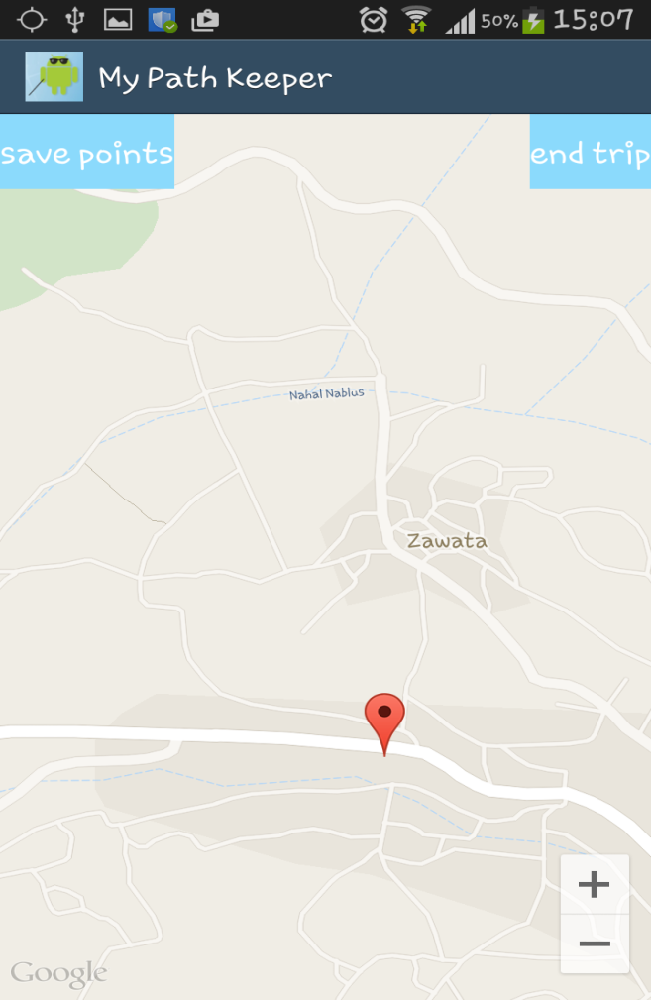 50% 15:07
My Path Keeper
save points
end trip
Nahal Nablus
Zawata
+
−
Google